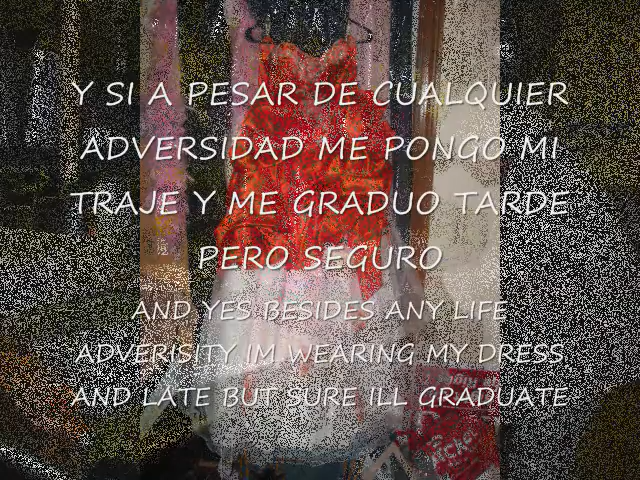 Y SI A PESAR DE CUALQUIER
ADVERSIDAD ME PONGO MI
TRAJE Y ME GRADUO TARDE
PERO SEGURO
AND YES BESIDES ANY LIFE
ADVERISITY IM WEARING MY DRESS
AND LATE BUT SURE ILL GRADUATE